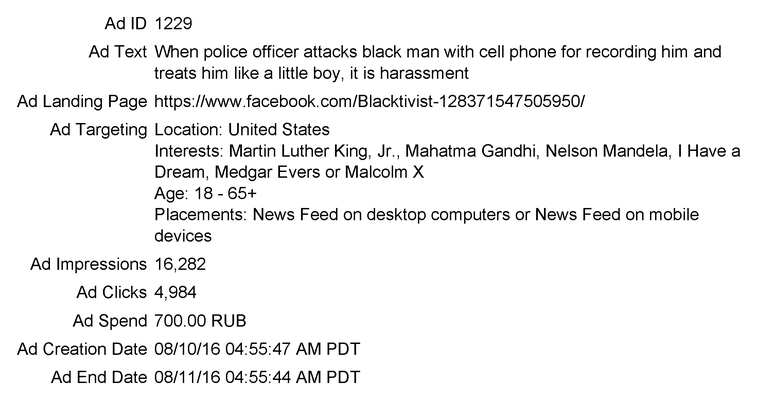 Ad ID 1229
Ad Text When police officer attacks black man with cell phone for recording him and
treats him like a little boy, it is harassment
Ad Landing Page https://www.facebook.com/Blacktivist-128371547505950/
Ad Targeting Location: United States
Interests: Martin Luther King, Jr., Mahatma Gandhi, Nelson Mandela, I Have a
Dream, Medgar Evers or Malcolm X
Age: 18 - 65+
Placements: News Feed on desktop computers or News Feed on mobile
devices
Ad Impressions 16,282
Ad Clicks 4,984
Ad Spend 700.00 RUB
Ad Creation Date 08/10/16 04:55:47 AM PDT
Ad End Date 08/11/16 04:55:44 AM PDT